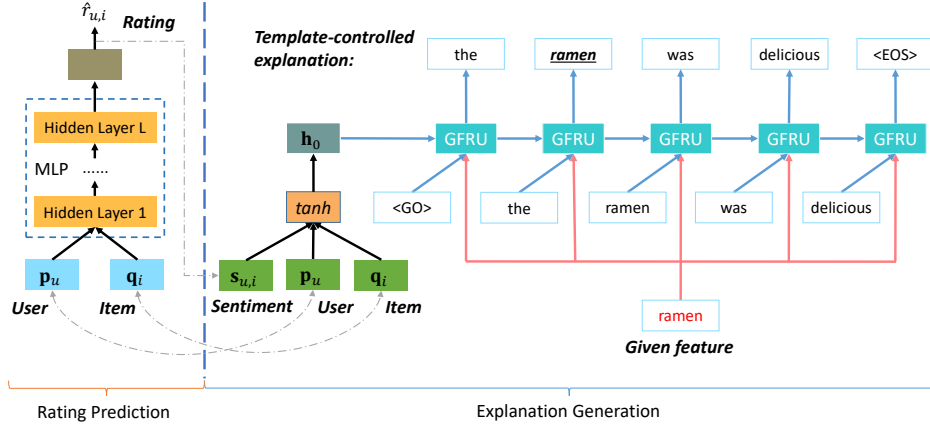 r̂u,i
Rating
Hidden Layer L
MLP ......
Hidden Layer 1
pu
qi
User
Item
Rating Prediction
Template-controlled
explanation:
the
ramen
was
delicious
<EOS>
h0
GFRU
GFRU
GFRU
GFRU
GFRU
tanh
<GO>
the
ramen
was
delicious
su,i
pu
qi
Sentiment
User
Item
ramen
Given feature
Explanation Generation